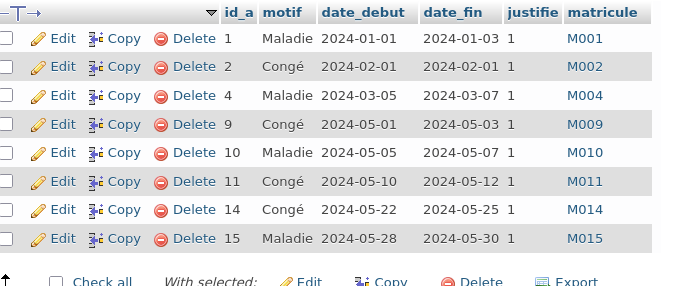 id_a motif date_debut date_fin justifie matricule
Edit Copy Delete 1 Maladie 2024-01-01 2024-01-03 1 M001
Edit Copy Delete 2 Congé 2024-02-01 2024-02-01 1 M002
Edit Copy Delete 4 Maladie 2024-03-05 2024-03-07 1 M004
Edit Copy Delete 9 Congé 2024-05-01 2024-05-03 1 M009
Edit Copy Delete 10 Maladie 2024-05-05 2024-05-07 1 M010
Edit Copy Delete 11 Congé 2024-05-10 2024-05-12 1 M011
Edit Copy Delete 14 Congé 2024-05-22 2024-05-25 1 M014
Edit Copy Delete 15 Maladie 2024-05-28 2024-05-30 1 M015
Check all With selected: Edit Copy Delete Export